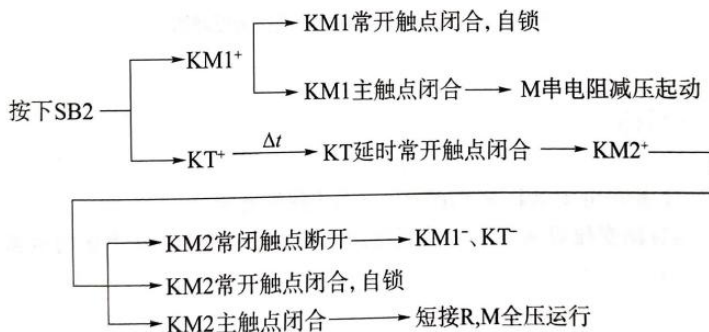 KM1常开触点闭合, 自锁
KM1⁺
KM1主触点闭合 M串电阻减压起动
按下SB2
KT⁺ Δt KT延时常开触点闭合 KM2⁺
KM2常闭触点断开 KM1⁻、KT⁻
KM2常开触点闭合, 自锁
KM2主触点闭合 短接R,M全压运行